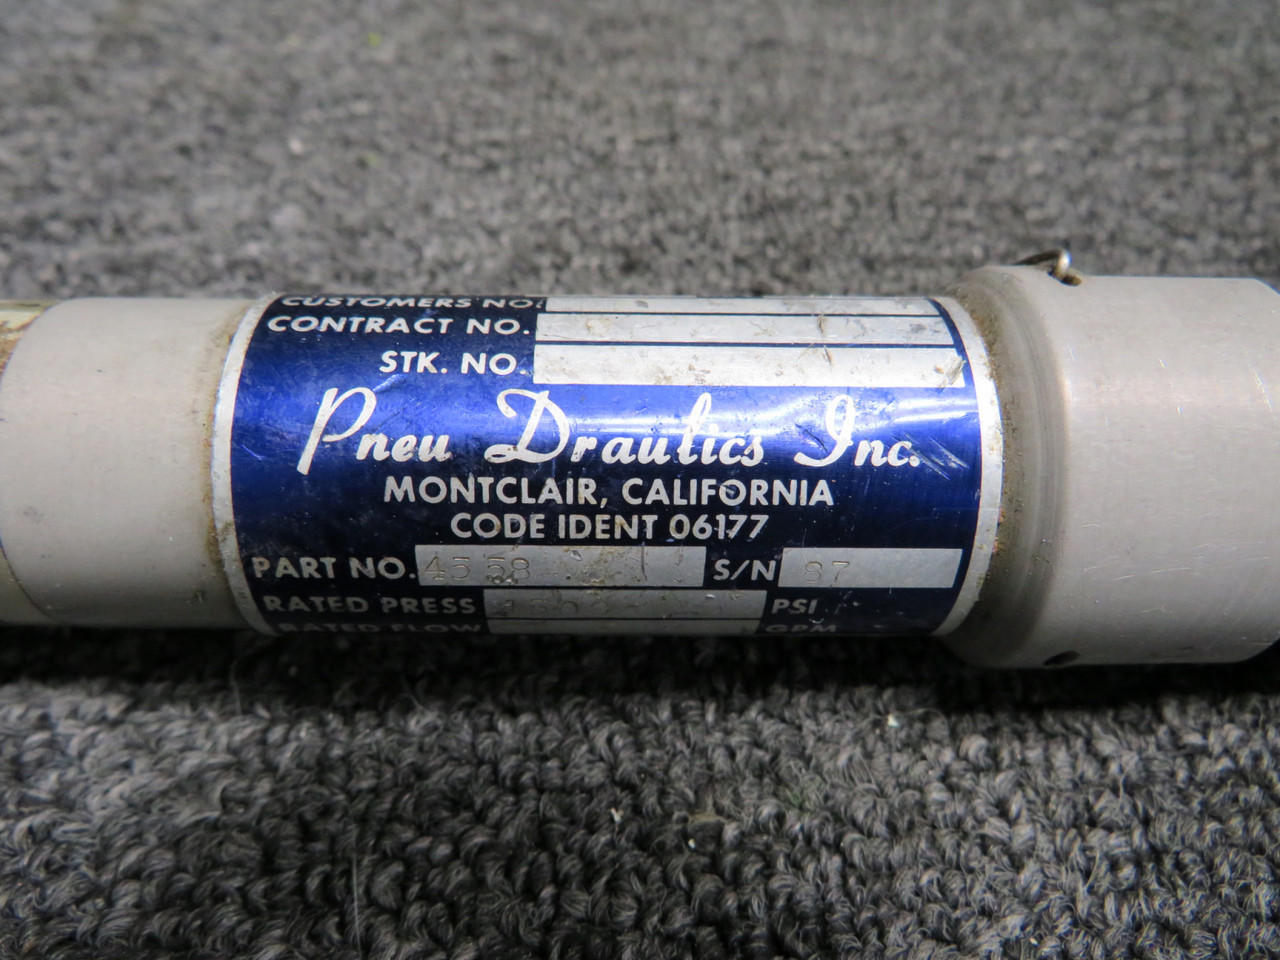 CUSTOMERS NO.
CONTRACT NO.
STK. NO.
Pneu Draulics Inc.
MONTCLAIR, CALIFORNIA
CODE IDENT 06177
PART NO. 4558 S/N 87
RATED PRESS PSI
RATED FLOW GPM